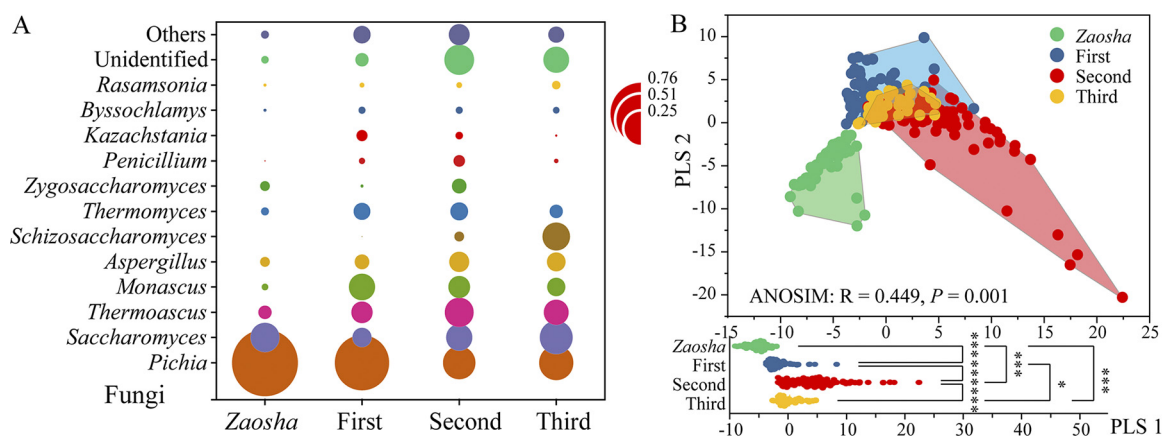 A
Others
Unidentified
Rasamsonia
Byssochlamys
Kazachstania
Penicillium
Zygosaccharomyces
Thermomyces
Schizosaccharomyces
Aspergillus
Monascus
Thermoascus
Saccharomyces
Pichia
Fungi
Zaosha First Second Third
0.76
0.51
0.25
B
Zaosha
First
Second
Third
PLS 2
10
5
0
-5
-10
-15
-20
ANOSIM: R = 0.449, P = 0.001
-15 -10 -5 0 5 10 15 20 25
Zaosha
First
Second
Third
***
*
***
-10 0 10 20 30 40 50 PLS 1